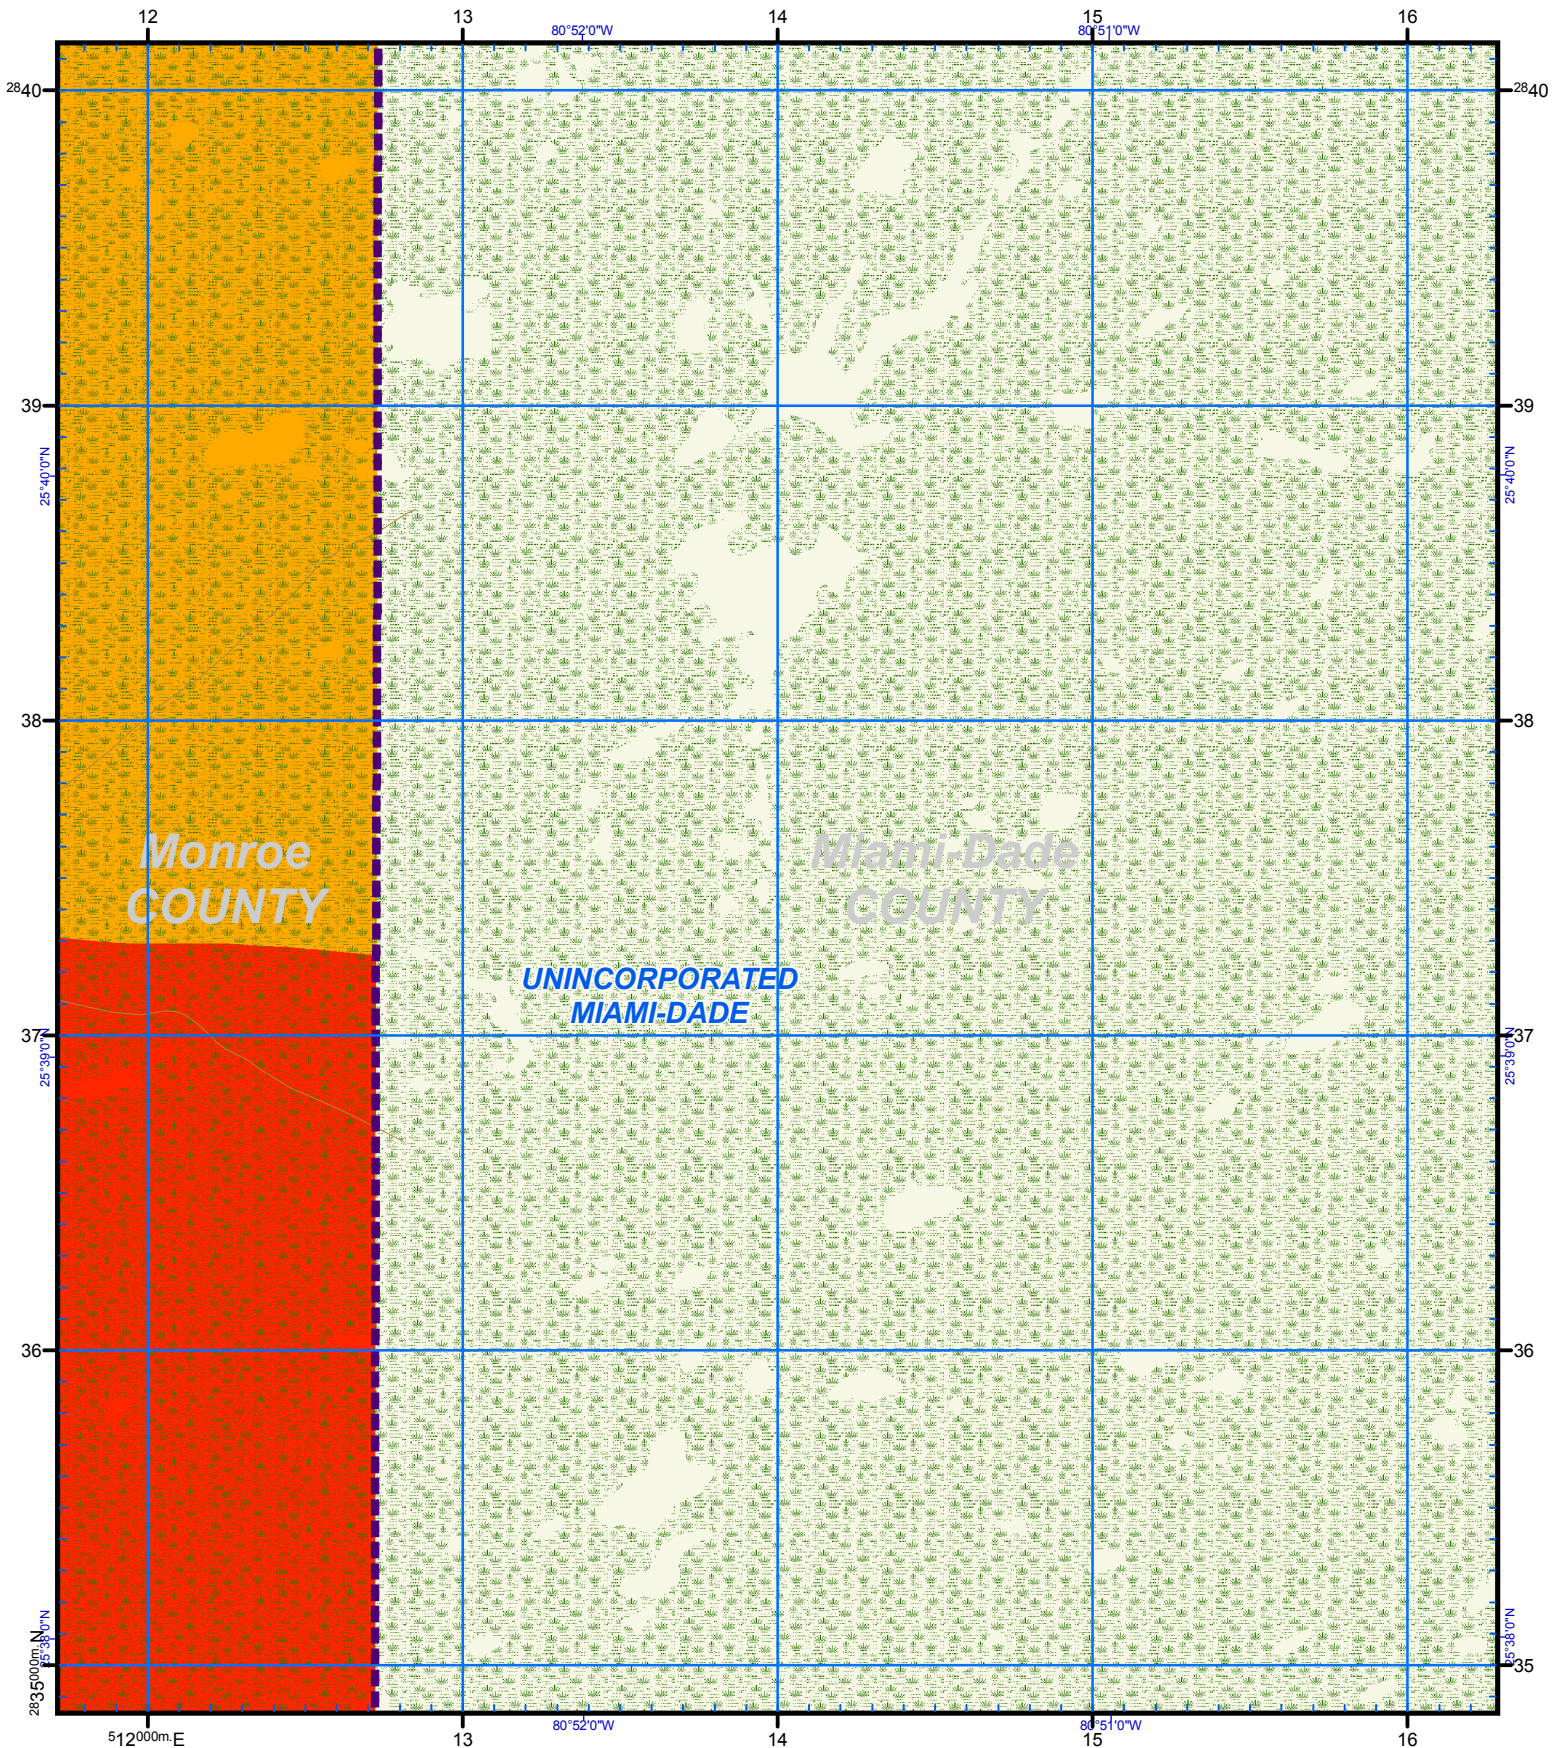 12 13 14 15 16
80°52'0"W 80°51'0"W
2840 2840
39 39
25°40'0"N 25°40'0"N
38 38
Monroe
COUNTY
Miami-Dade
COUNTY
UNINCORPORATED
MIAMI-DADE
37 37
25°39'0"N 25°39'0"N
36 36
25°38'0"N 25°38'0"N
2835000m.N 35
80°52'0"W 80°51'0"W
512000m.E 13 14 15 16